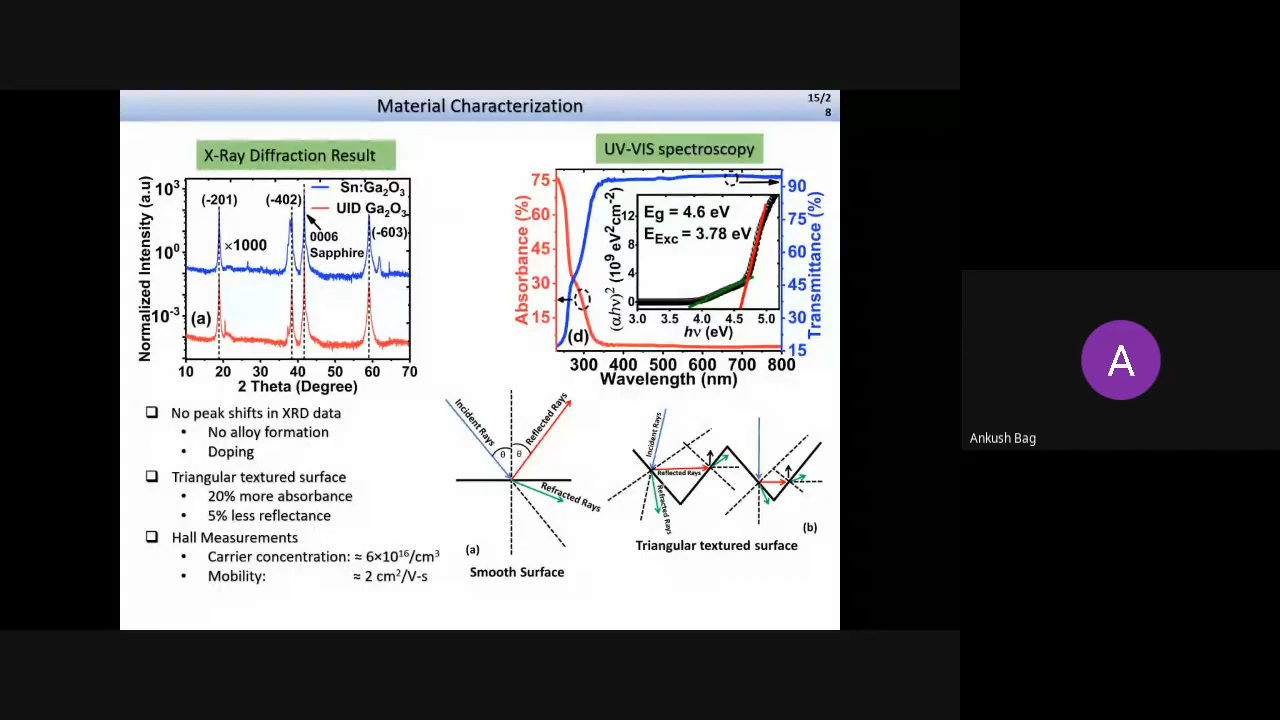 Material Characterization
15/2
8
X-Ray Diffraction Result
UV-VIS spectroscopy
Normalized Intensity (a.u)
10³
10⁰
10⁻³
(-201)
(-402)
Sn:Ga₂O₃
UID Ga₂O₃
(-603)
×1000
0006
Sapphire
(a)
10 20 30 40 50 60 70
2 Theta (Degree)
Absorbance (%)
75
60
45
30
15
Eg = 4.6 eV
E_Exc = 3.78 eV
(αhν)² (10⁹ eV²cm⁻²)
12
8
4
0
3.0 4.0 4.5 5.0
hν (eV)
(d)
Transmittance (%)
90
75
60
45
30
15
300 400 500 600 700 800
Wavelength (nm)
❑ No peak shifts in XRD data
• No alloy formation
• Doping
❑ Triangular textured surface
• 20% more absorbance
• 5% less reflectance
❑ Hall Measurements
• Carrier concentration: ≈ 6×10¹⁶/cm³
• Mobility: ≈ 2 cm²/V-s
Incident Rays
Reflected Rays
θ θ
Refracted Rays
(a)
Smooth Surface
Incident Rays
Reflected Rays
Refracted Rays
(b)
Triangular textured surface
A
Ankush Bag